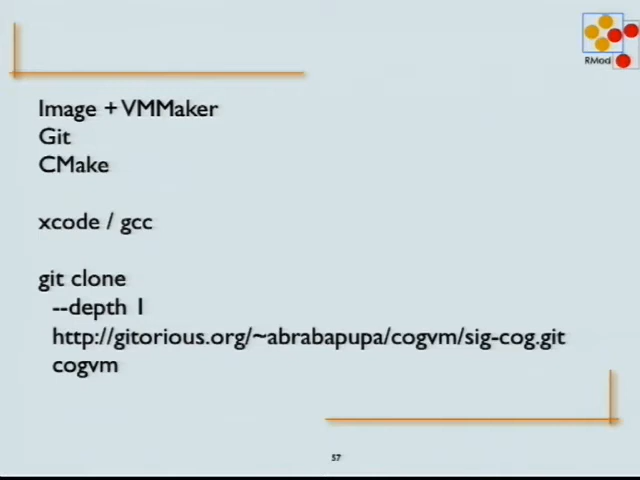 RMod
Image + VMMaker
Git
CMake
xcode / gcc
git clone
--depth 1
http://gitorious.org/~abrabapupa/cogvm/sig-cog.git
cogvm
57